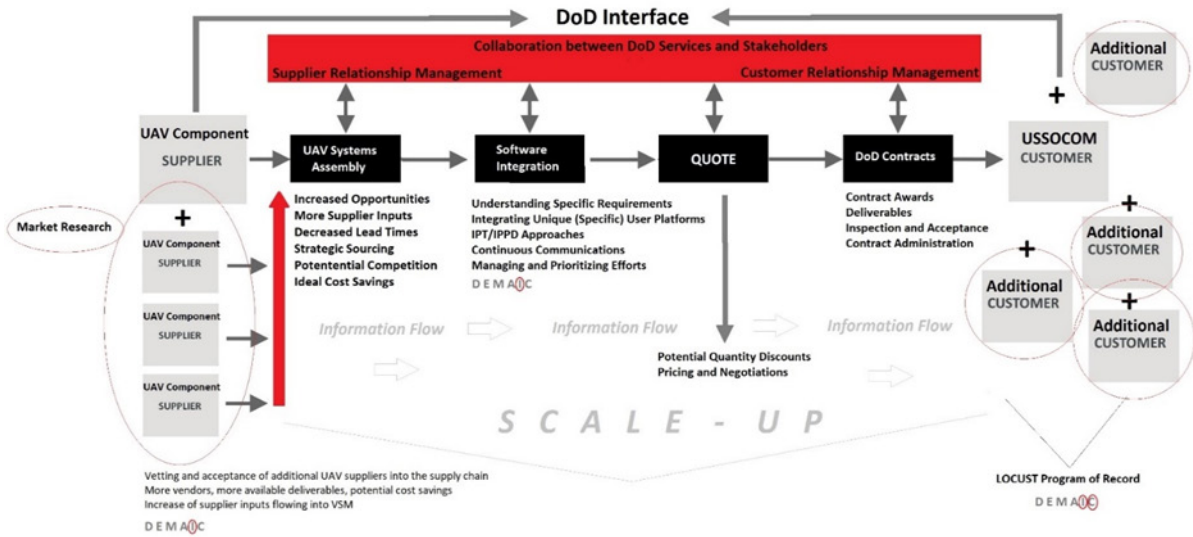 DoD Interface
Collaboration between DoD Services and Stakeholders
Supplier Relationship Management
Customer Relationship Management
Additional
CUSTOMER
+
UAV Component
SUPPLIER
UAV Systems
Assembly
Software
Integration
QUOTE
DoD Contracts
USSOCOM
CUSTOMER
Market Research
+
UAV Component
SUPPLIER
UAV Component
SUPPLIER
UAV Component
SUPPLIER
Increased Opportunities
More Supplier Inputs
Decreased Lead Times
Strategic Sourcing
Potentential Competition
Ideal Cost Savings
Understanding Specific Requirements
Integrating Unique (Specific) User Platforms
IPT/IPPD Approaches
Continuous Communications
Managing and Prioritizing Efforts
D E M A I C
Contract Awards
Deliverables
Inspection and Acceptance
Contract Administration
+
Additional
CUSTOMER
+
Additional
CUSTOMER
+
Additional
CUSTOMER
Information Flow
Information Flow
Information Flow
Potential Quantity Discounts
Pricing and Negotiations
S C A L E - U P
Vetting and acceptance of additional UAV suppliers into the supply chain
More vendors, more available deliverables, potential cost savings
Increase of supplier inputs flowing into VSM
D E M A I C
LOCUST Program of Record
D E M A I C